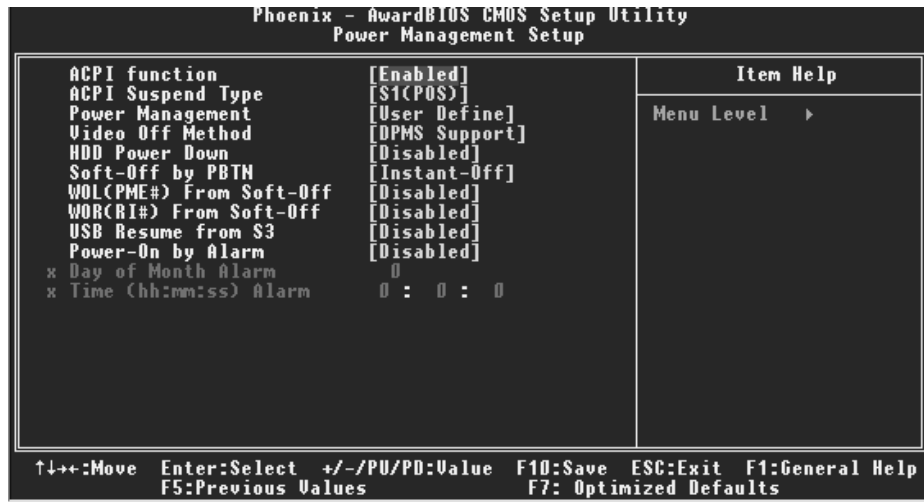 Phoenix - AwardBIOS CMOS Setup Utility
Power Management Setup
ACPI function [Enabled]
ACPI Suspend Type [S1(POS)]
Power Management [User Define]
Video Off Method [DPMS Support]
HDD Power Down [Disabled]
Soft-Off by PBTN [Instant-Off]
WOL(PME#) From Soft-Off [Disabled]
WOR(RI#) From Soft-Off [Disabled]
USB Resume from S3 [Disabled]
Power-On by Alarm [Disabled]
x Day of Month Alarm 0
x Time (hh:mm:ss) Alarm 0 : 0 : 0
Item Help
Menu Level ▸
↑↓→←:Move Enter:Select +/-/PU/PD:Value F10:Save ESC:Exit F1:General Help
F5:Previous Values F7: Optimized Defaults